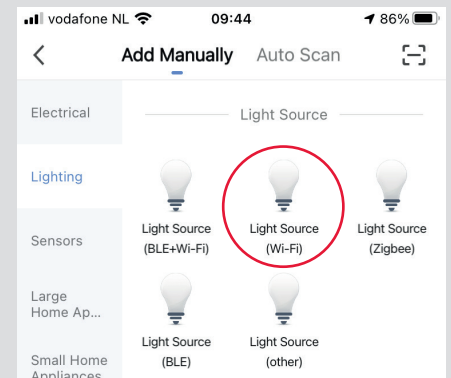 vodafone NL 09:44 86%
Add Manually Auto Scan
Electrical
Light Source
Lighting
Light Source
(BLE+Wi-Fi)
Light Source
(Wi-Fi)
Light Source
(Zigbee)
Sensors
Large
Home Ap...
Light Source
(BLE)
Light Source
(other)
Small Home
Appliances